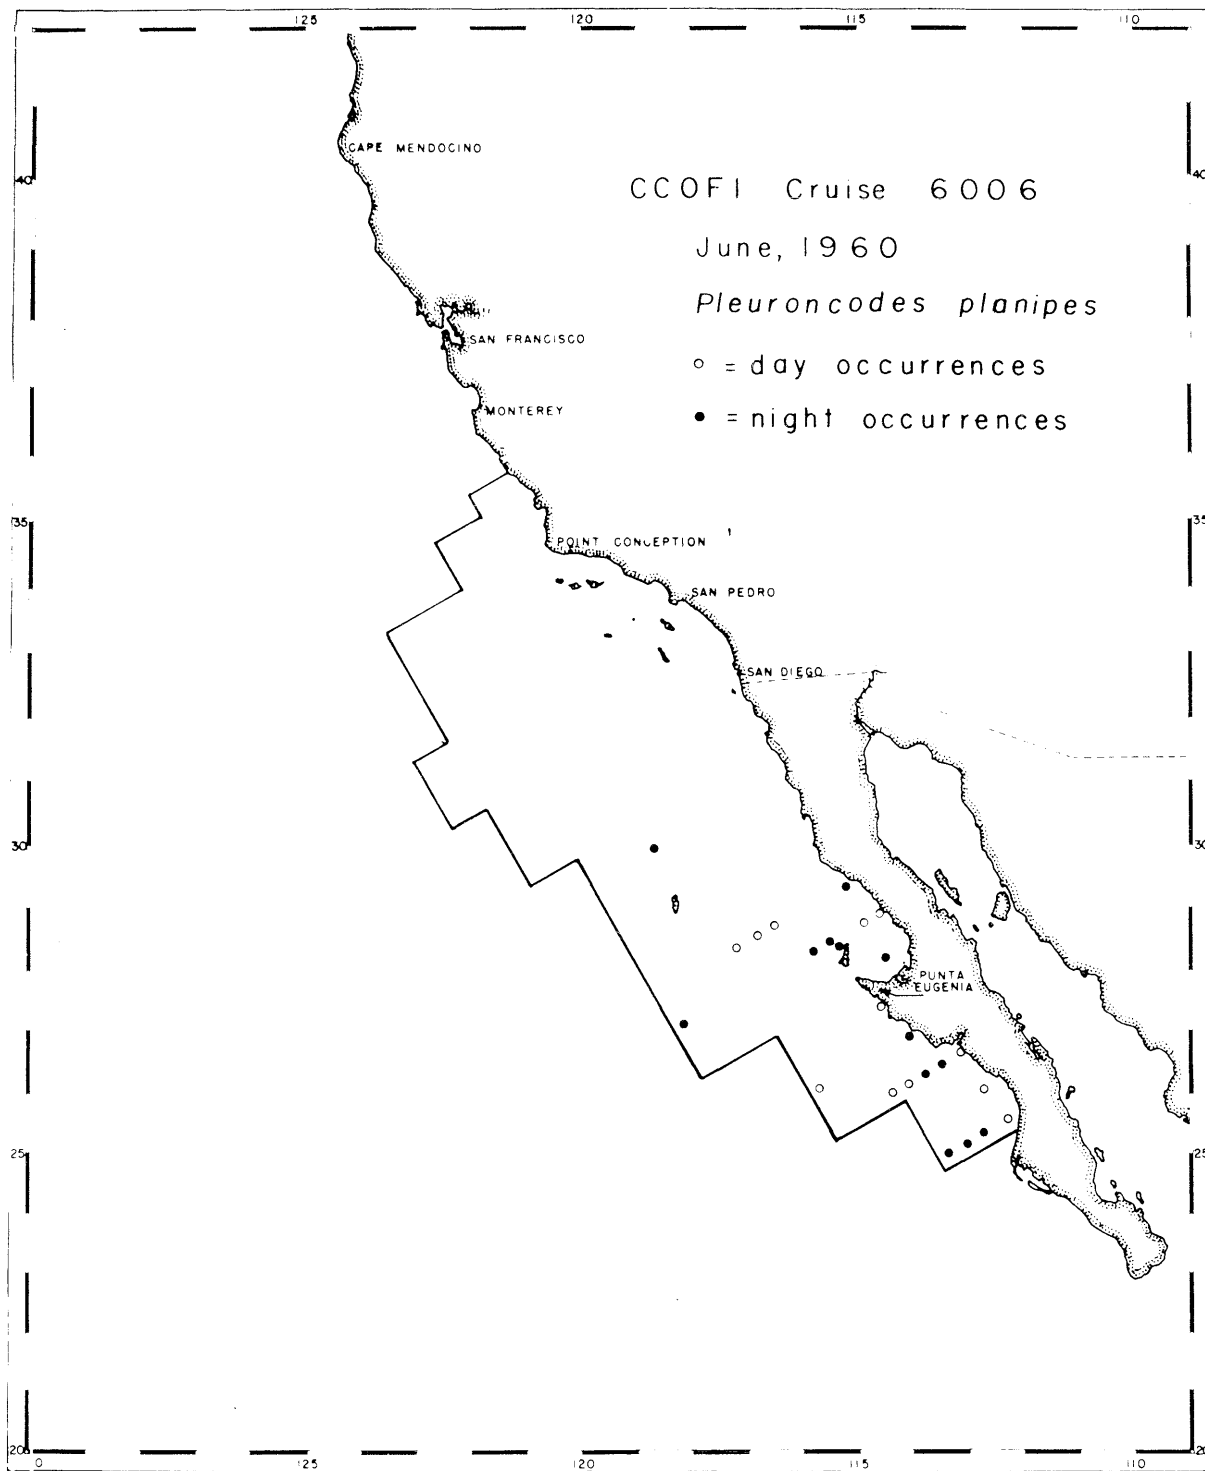 125 120 115 110
CAPE MENDOCINO
40 40
CCOFI Cruise 6006
June, 1960
Pleuroncodes planipes
SAN FRANCISCO
○ = day occurrences
MONTEREY
● = night occurrences
35 35
POINT CONCEPTION
SAN PEDRO
SAN DIEGO
30 30
PUNTA
EUGENIA
25 25
20 20
0 125 120 115 110